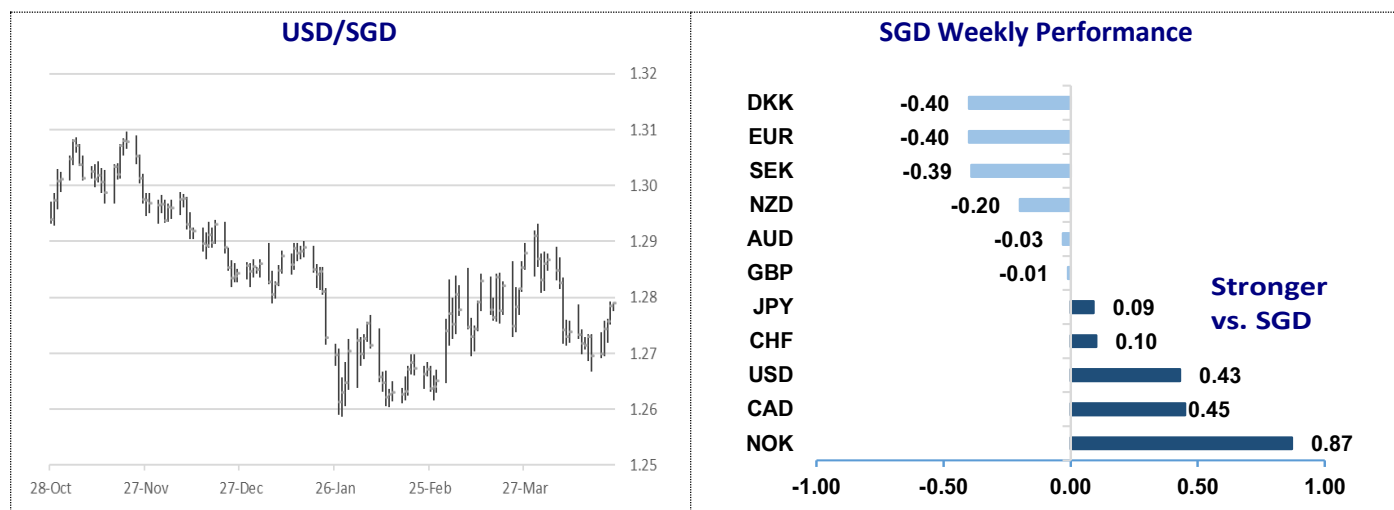 USD/SGD
1.32
1.31
1.30
1.29
1.28
1.27
1.26
1.25
28-Oct 27-Nov 27-Dec 26-Jan 25-Feb 27-Mar
SGD Weekly Performance
DKK -0.40
EUR -0.40
SEK -0.39
NZD -0.20
AUD -0.03
GBP -0.01
JPY 0.09
CHF 0.10
USD 0.43
CAD 0.45
NOK 0.87
Stronger
vs. SGD
-1.00 -0.50 0.00 0.50 1.00